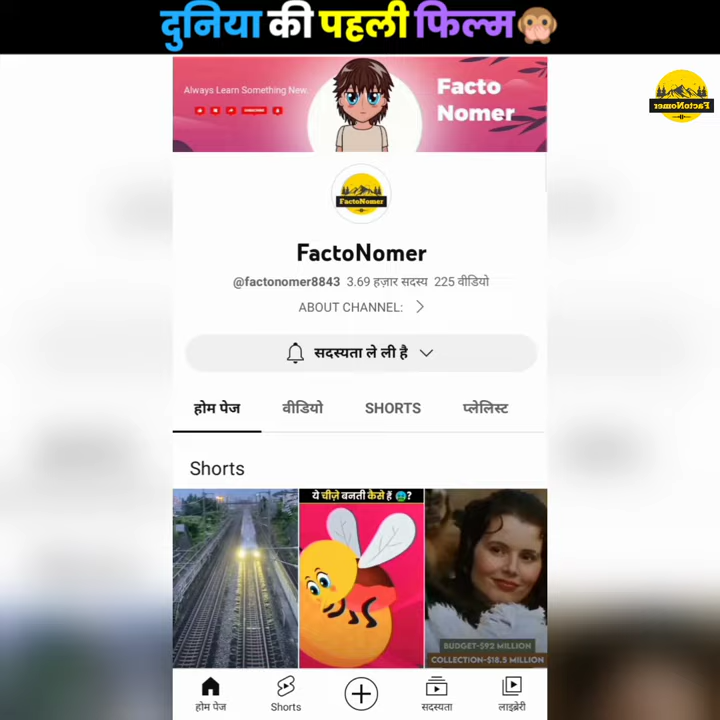 दुनिया की पहली फिल्म
Always Learn Something New.
Facto
Nomer
FactoNomer
FactoNomer
FactoNomer
@factonomer8843 3.69 हज़ार सदस्य 225 वीडियो
ABOUT CHANNEL:
सदस्यता ले ली है
होम पेज वीडियो SHORTS प्लेलिस्ट
Shorts
ये चीज़े बनती कैसे हैं ?
BUDGET-$92 MILLION
COLLECTION-$18.5 MILLION
होम पेज Shorts सदस्यता लाइब्रेरी